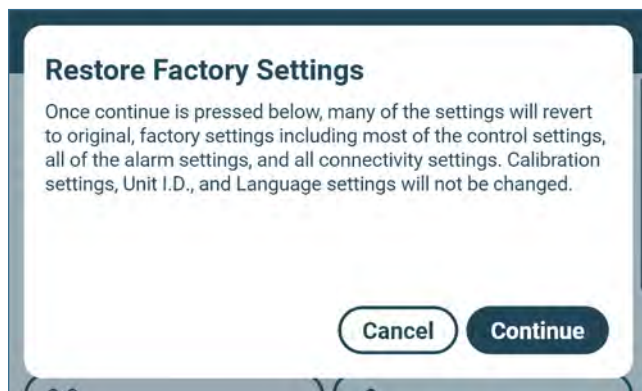 Restore Factory Settings
Once continue is pressed below, many of the settings will revert
to original, factory settings including most of the control settings,
all of the alarm settings, and all connectivity settings. Calibration
settings, Unit I.D., and Language settings will not be changed.
Cancel Continue